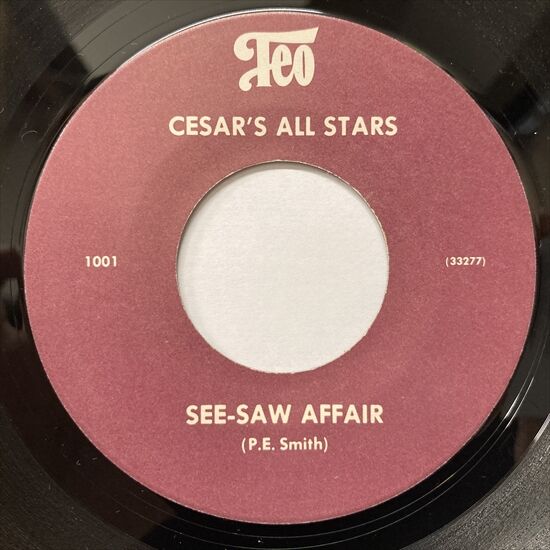 Teo
CESAR'S ALL STARS
1001
(33277)
SEE-SAW AFFAIR
(P.E. Smith)